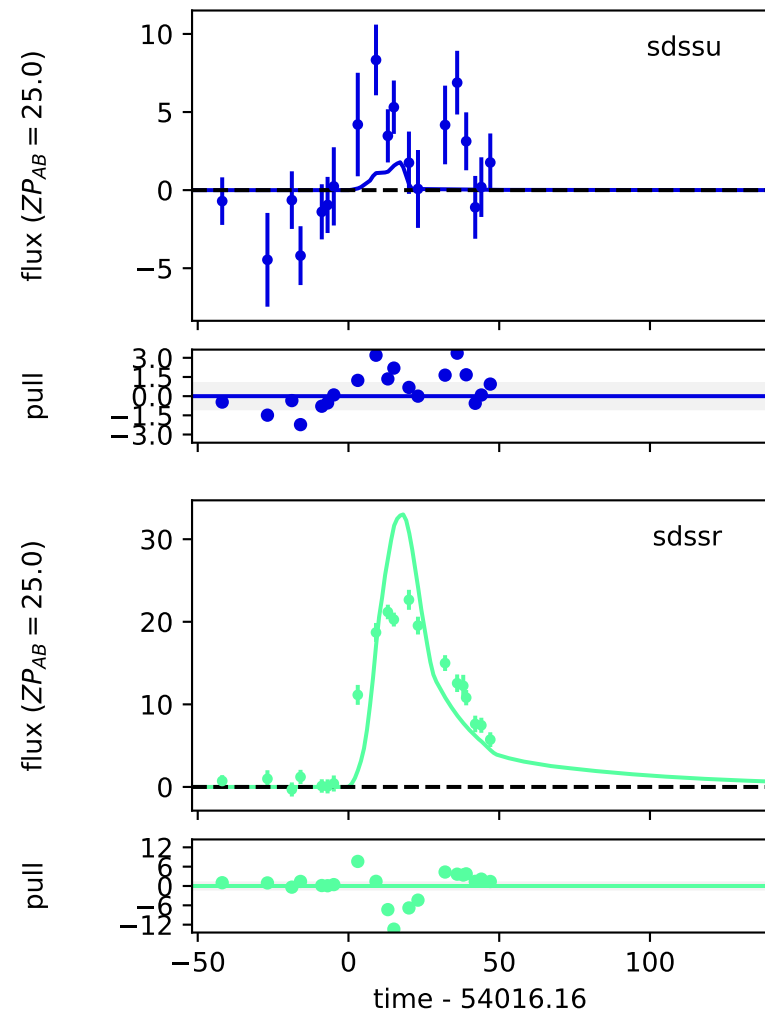 10
5
0
−5
flux (ZP_AB = 25.0)
sdssu
3.0
1.5
0.0
−1.5
−3.0
pull
30
20
10
0
flux (ZP_AB = 25.0)
sdssr
12
6
0
−6
−12
pull
−50 0 50 100
time - 54016.16